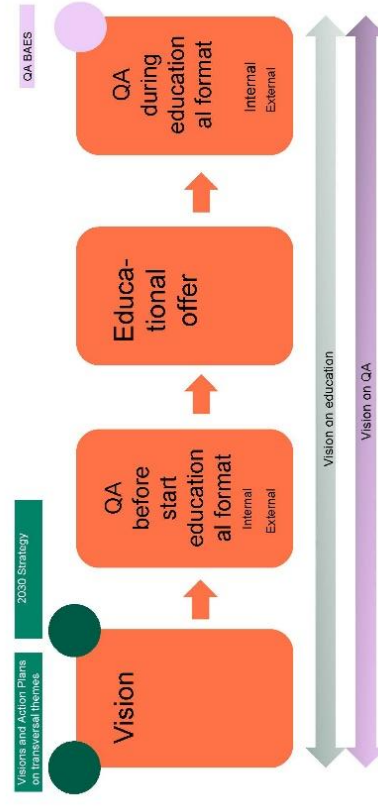 Visions and Action Plans
on transversal themes
2030 Strategy
QA BAES
Vision
QA
before
start
education
al format
Internal
External
Educa-
tional
offer
QA
during
education
al format
Internal
External
Vision on education
Vision on QA